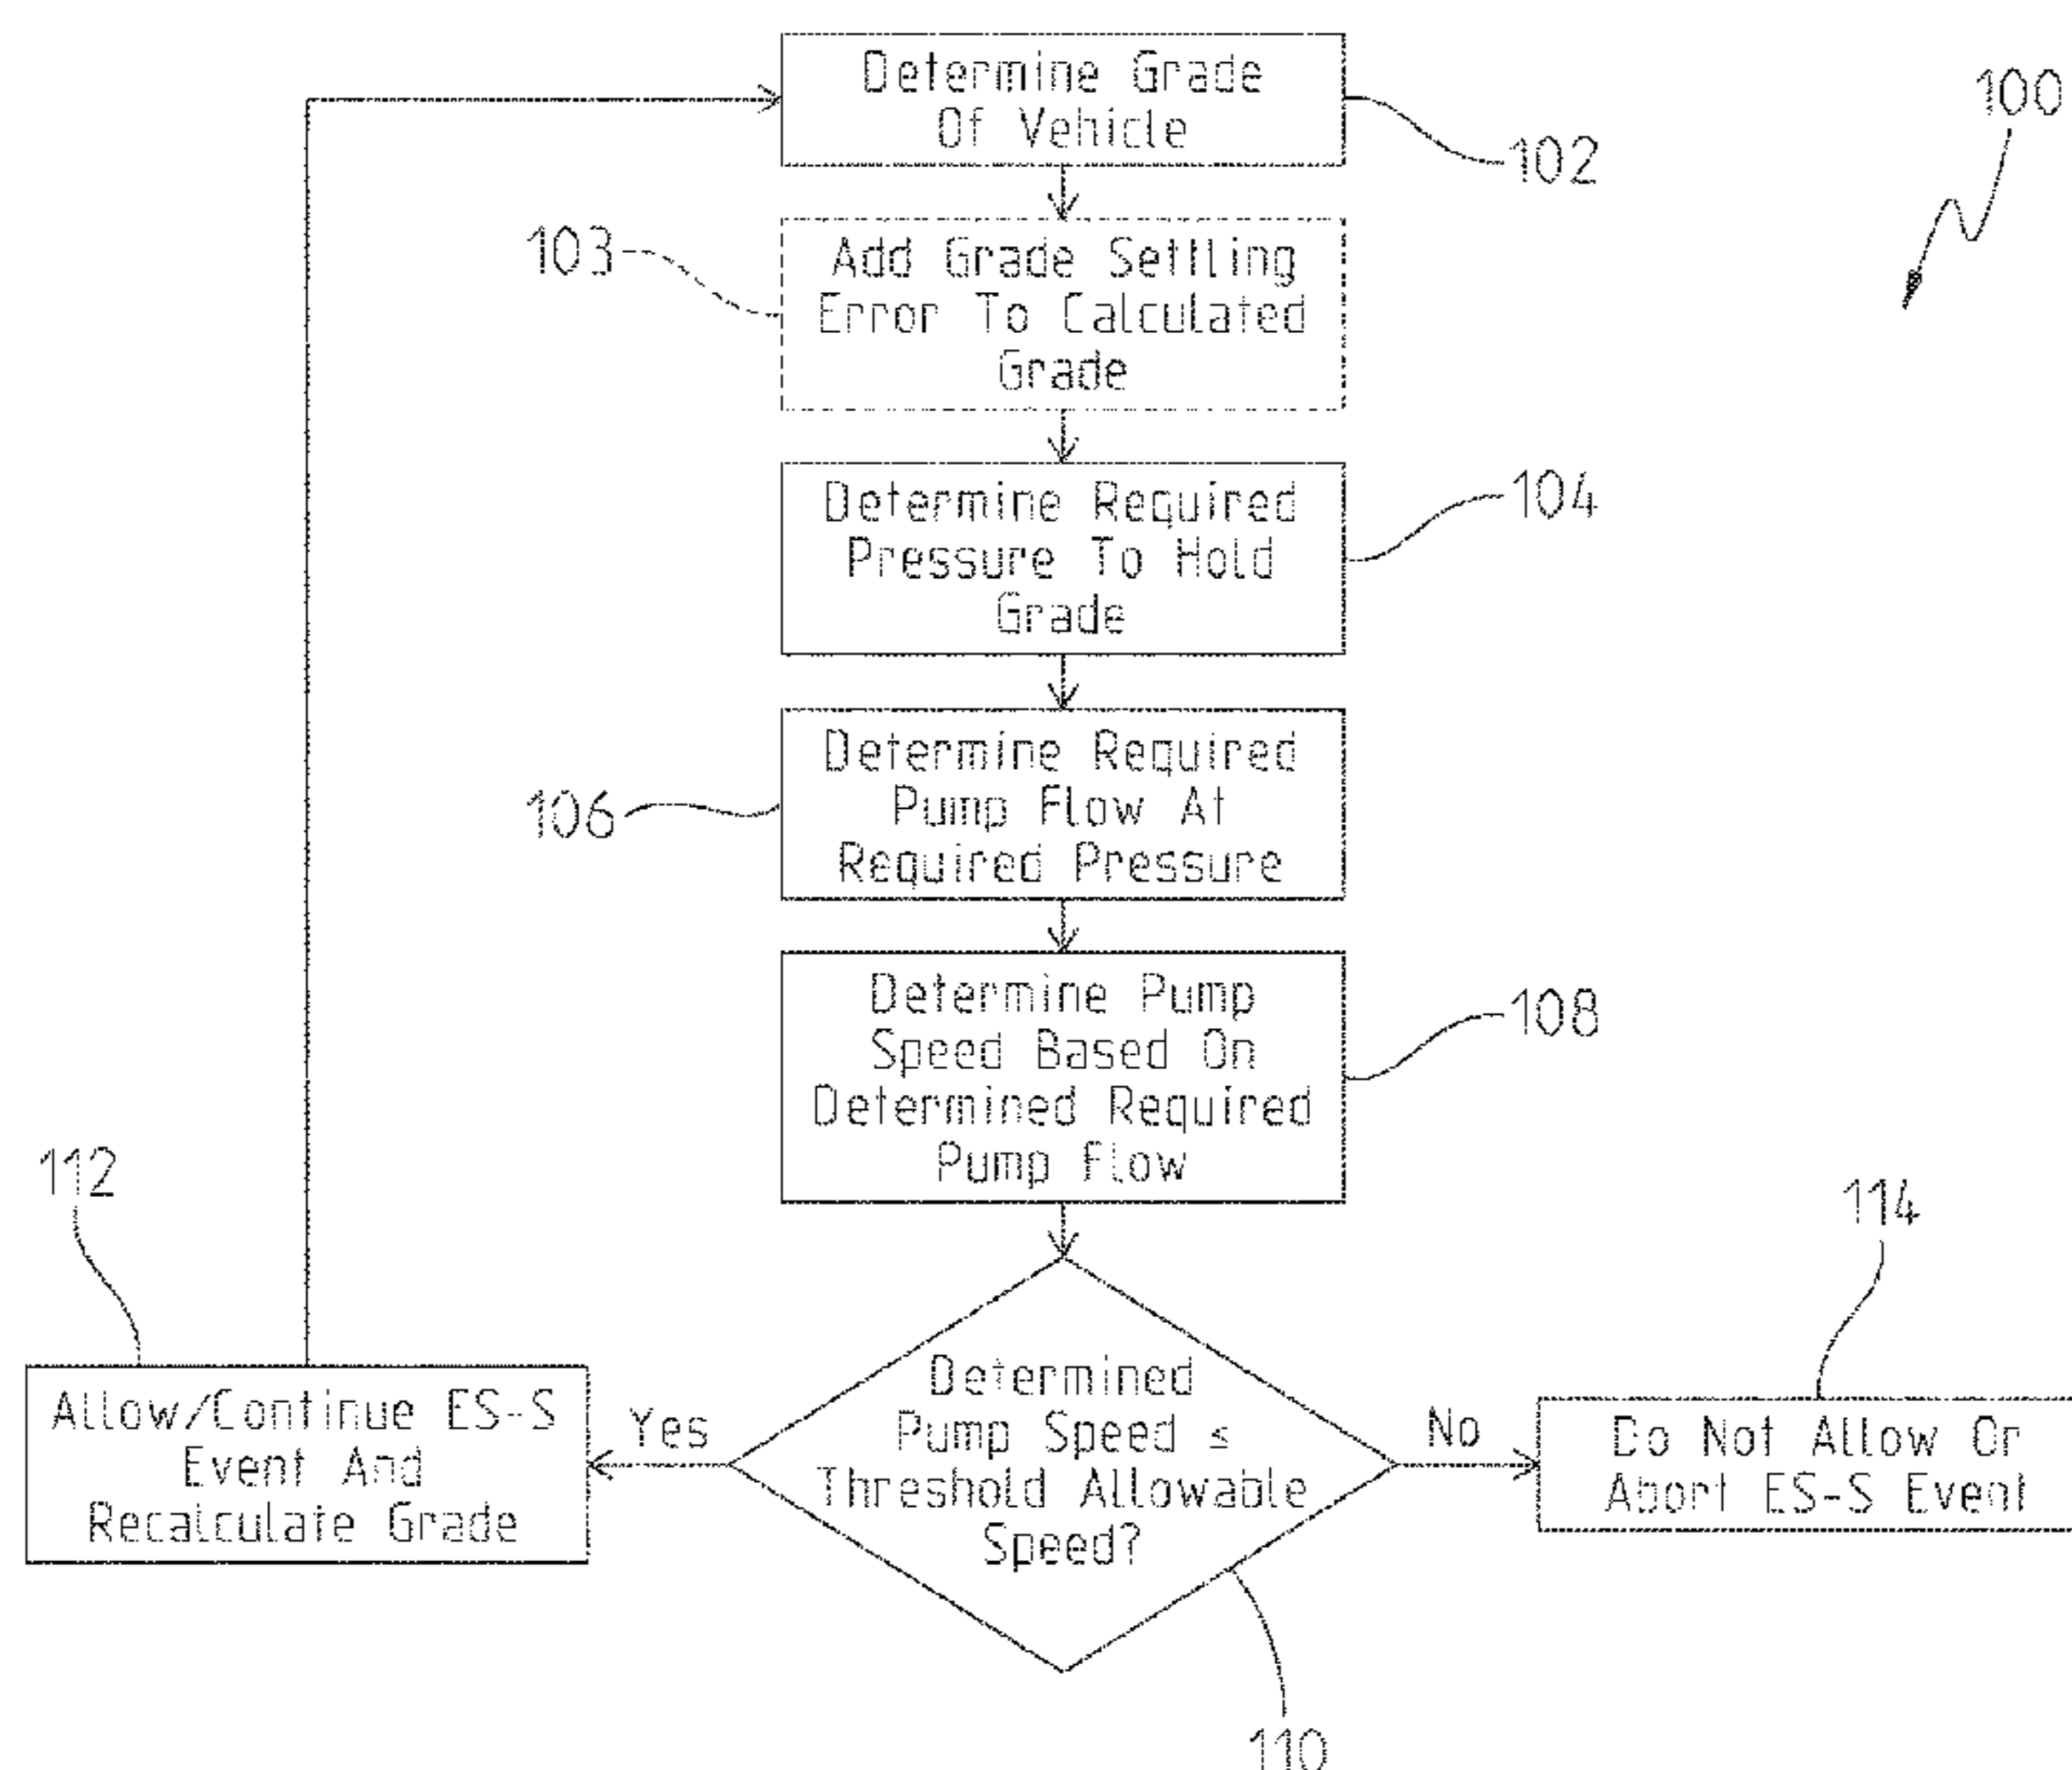 Determine Grade
Of Vehicle
100
102
103
Add Grade Settling
Error To Calculated
Grade
Determine Required
Pressure To Hold
Grade
104
Determine Required
Pump Flow At
Required Pressure
106
Determine Pump
Speed Based On
Determined Required
Pump Flow
108
112
114
Determined
Pump Speed ≤
Threshold Allowable
Speed?
Yes
No
Allow/Continue ES-S
Event And
Recalculate Grade
Do Not Allow Or
Abort ES-S Event
110